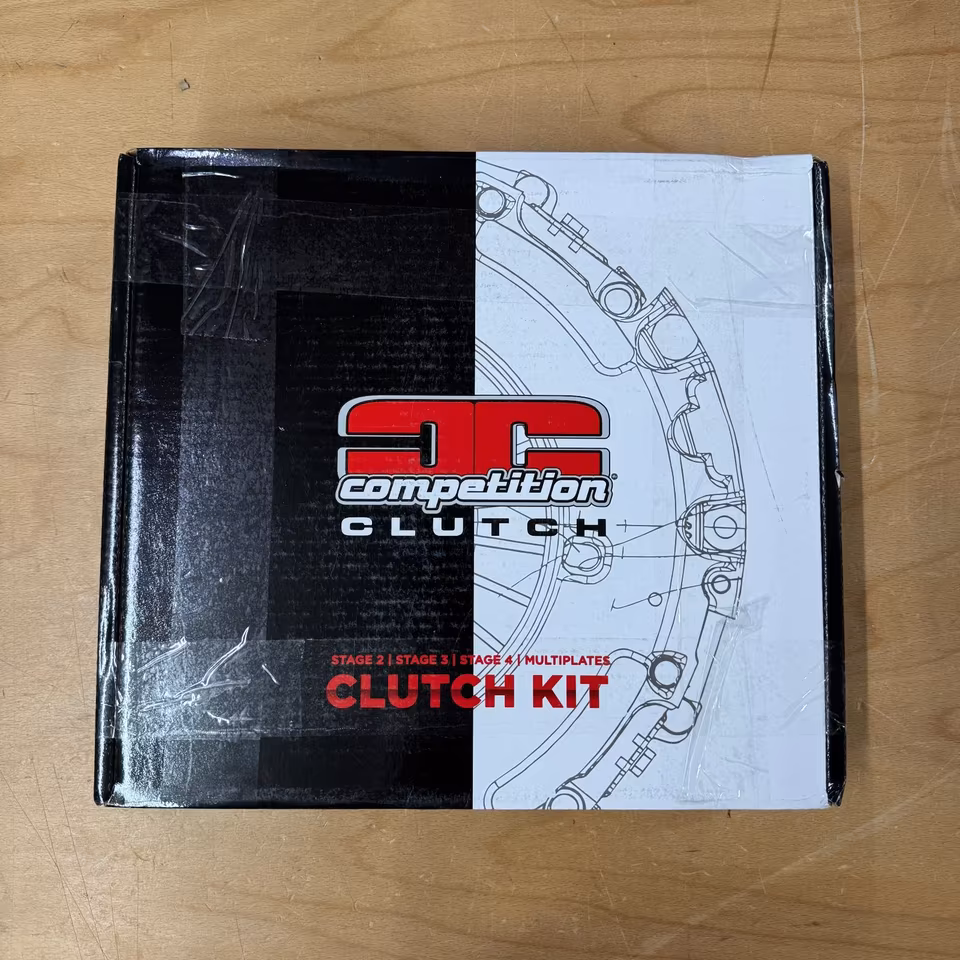 competition®
CLUTCH
STAGE 2 | STAGE 3 | STAGE 4 | MULTIPLATES
CLUTCH KIT